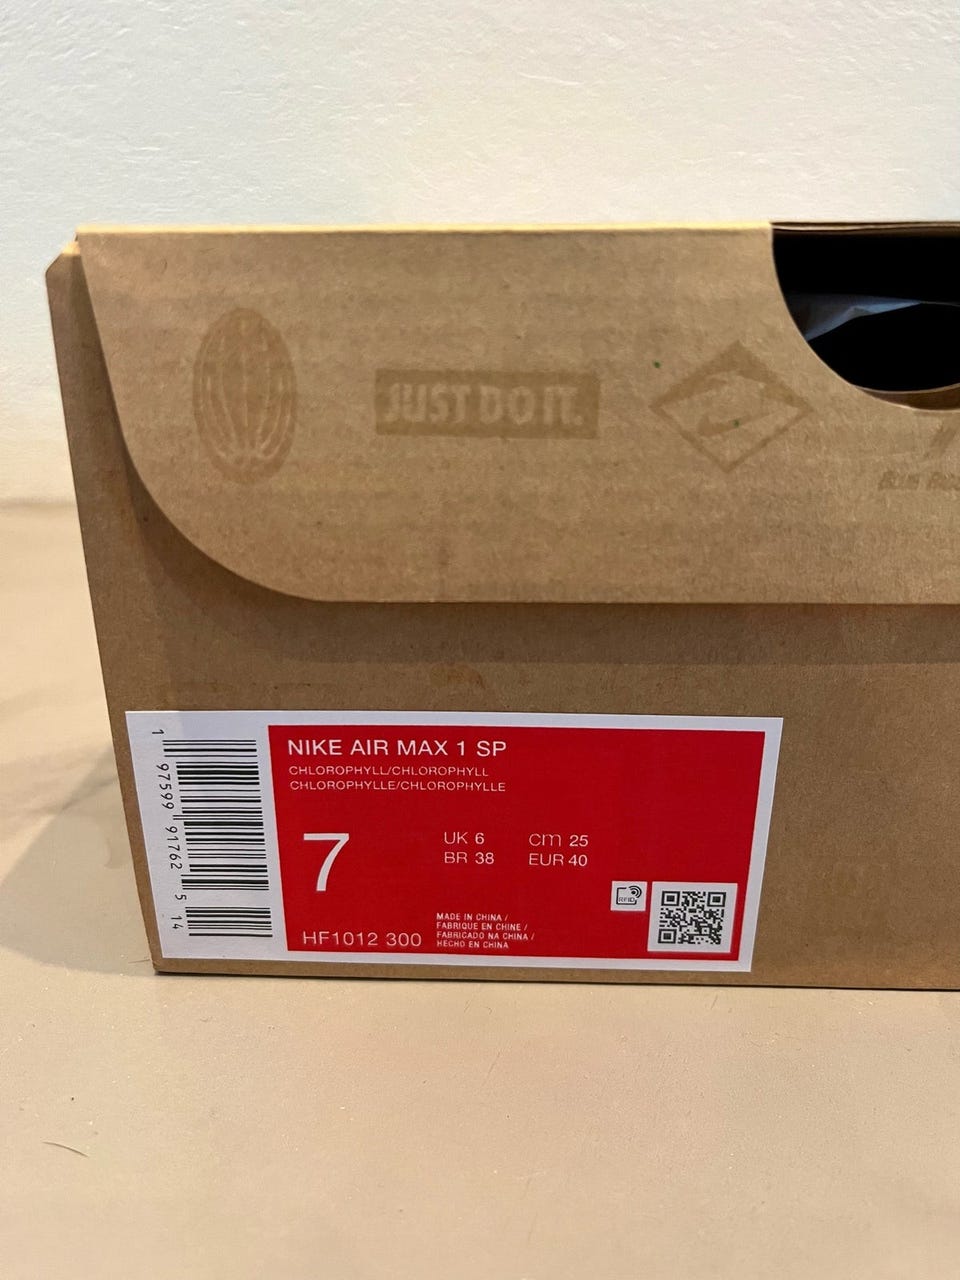 JUST DO IT.
NIKE AIR MAX 1 SP
CHLOROPHYLL/CHLOROPHYLL
CHLOROPHYLLE/CHLOROPHYLLE
7
UK 6 cm 25
BR 38 EUR 40
RFID
HF1012 300
MADE IN CHINA /
FABRIQUE EN CHINE /
FABRICADO NA CHINA /
HECHO EN CHINA
1 97599 91762 5 14